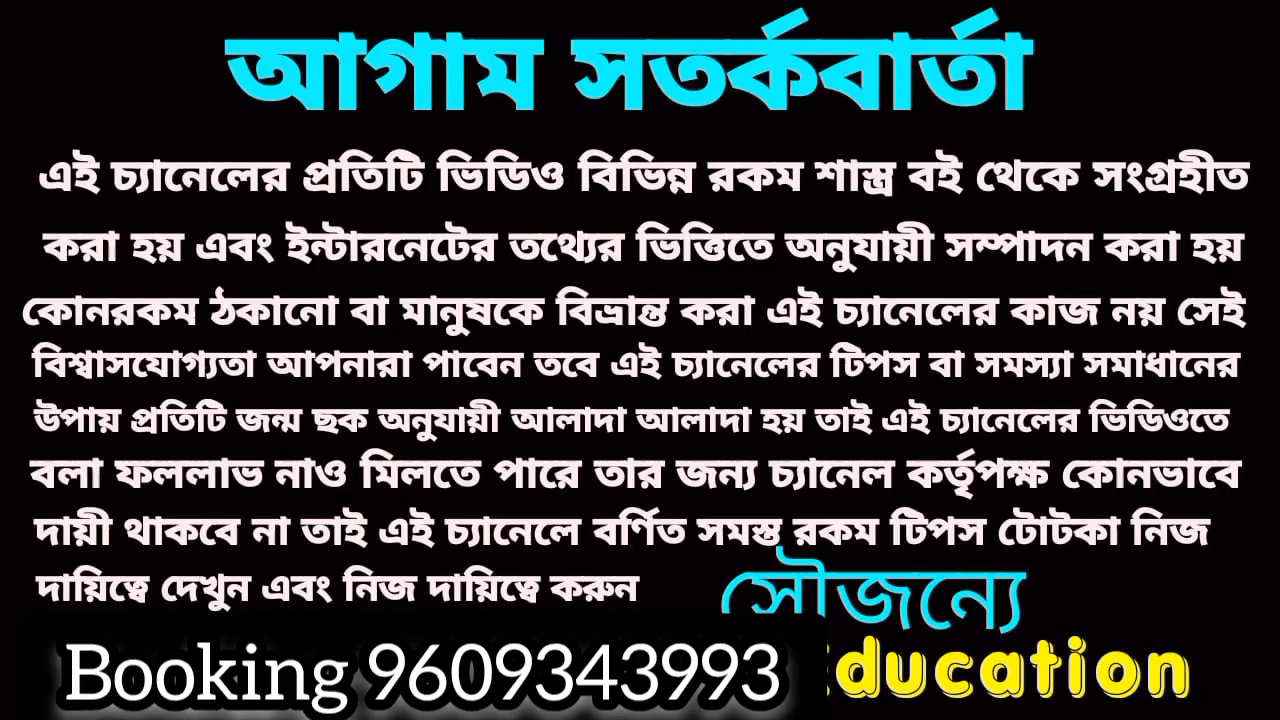 আগাম সতর্কবার্তা
এই চ্যানেলের প্রতিটি ভিডিও বিভিন্ন রকম শাস্ত্র বই থেকে সংগ্রহীত
করা হয় এবং ইন্টারনেটের তথ্যের ভিত্তিতে অনুযায়ী সম্পাদন করা হয়
কোনরকম ঠকানো বা মানুষকে বিভ্রান্ত করা এই চ্যানেলের কাজ নয় সেই
বিশ্বাসযোগ্যতা আপনারা পাবেন তবে এই চ্যানেলের টিপস বা সমস্যা সমাধানের
উপায় প্রতিটি জন্ম ছক অনুযায়ী আলাদা আলাদা হয় তাই এই চ্যানেলের ভিডিওতে
বলা ফললাভ নাও মিলতে পারে তার জন্য চ্যানেল কর্তৃপক্ষ কোনভাবে
দায়ী থাকবে না তাই এই চ্যানেলে বর্ণিত সমস্ত রকম টিপস টোটকা নিজ
দায়িত্বে দেখুন এবং নিজ দায়িত্বে করুন
সৌজন্যে
Booking 9609343993 Education